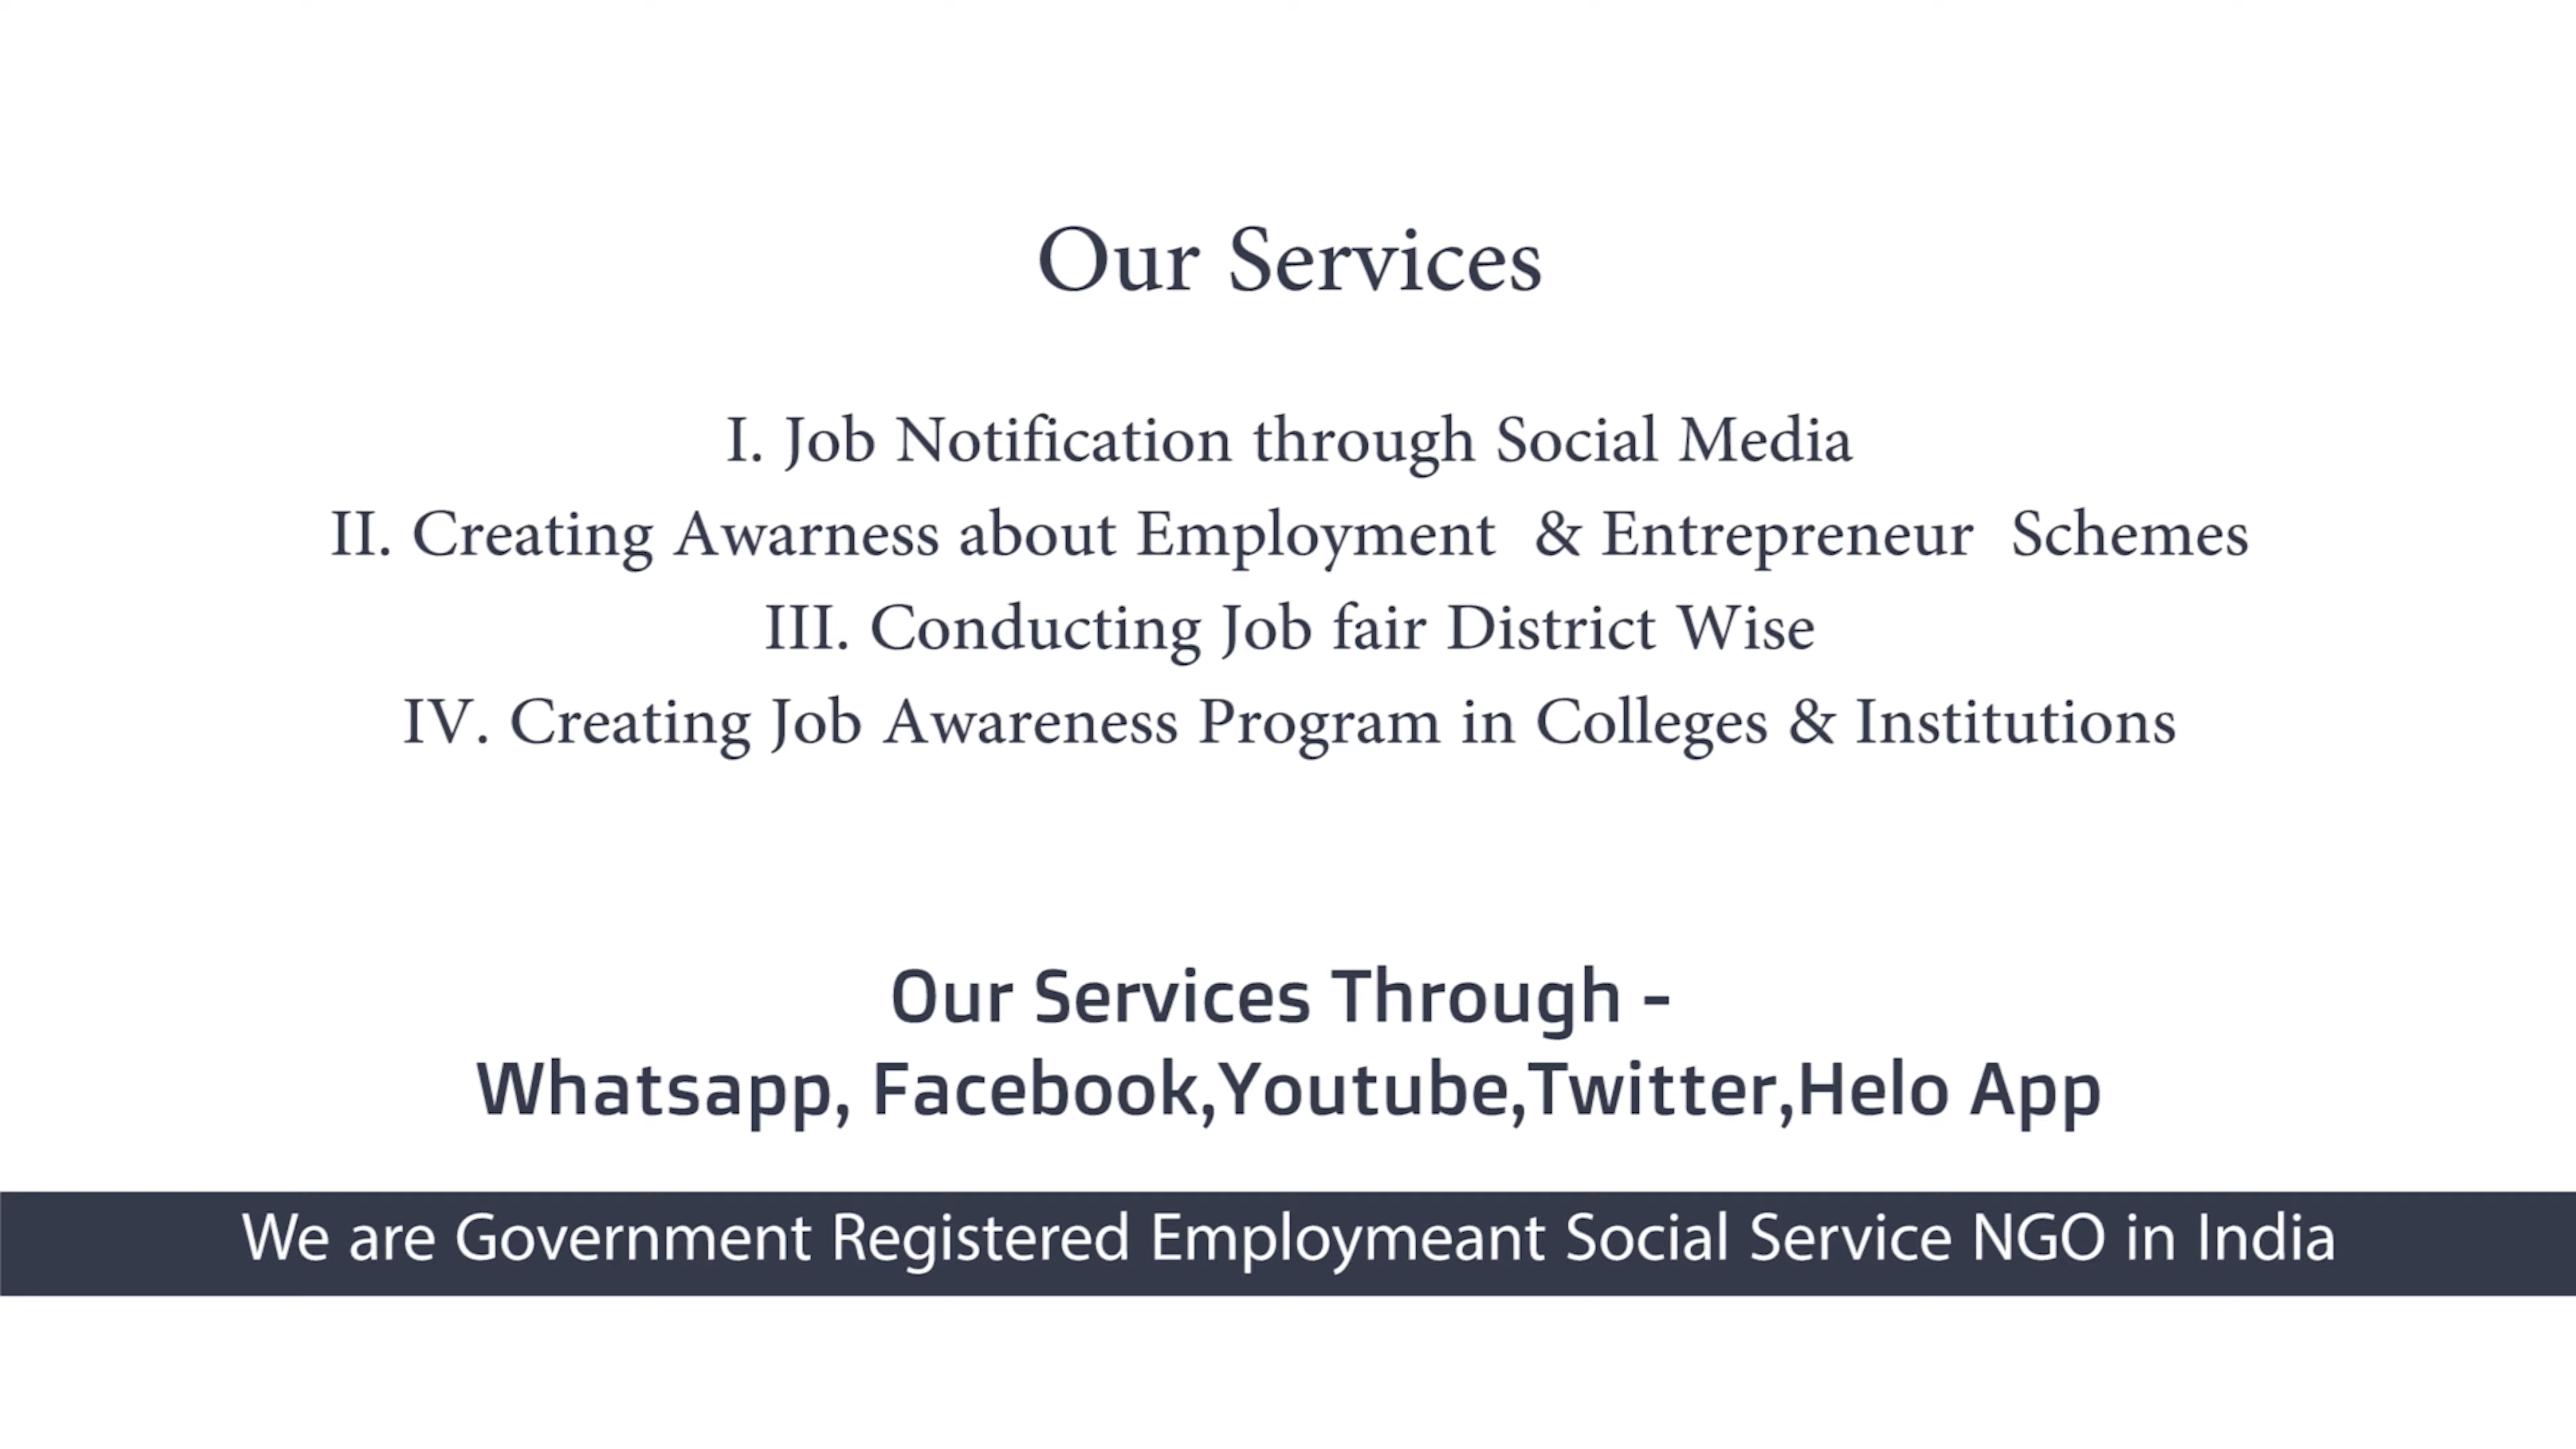 Our Services
I. Job Notification through Social Media
II. Creating Awarness about Employment & Entrepreneur Schemes
III. Conducting Job fair District Wise
IV. Creating Job Awareness Program in Colleges & Institutions
Our Services Through -
Whatsapp, Facebook,Youtube,Twitter,Helo App
We are Government Registered Employmeant Social Service NGO in India